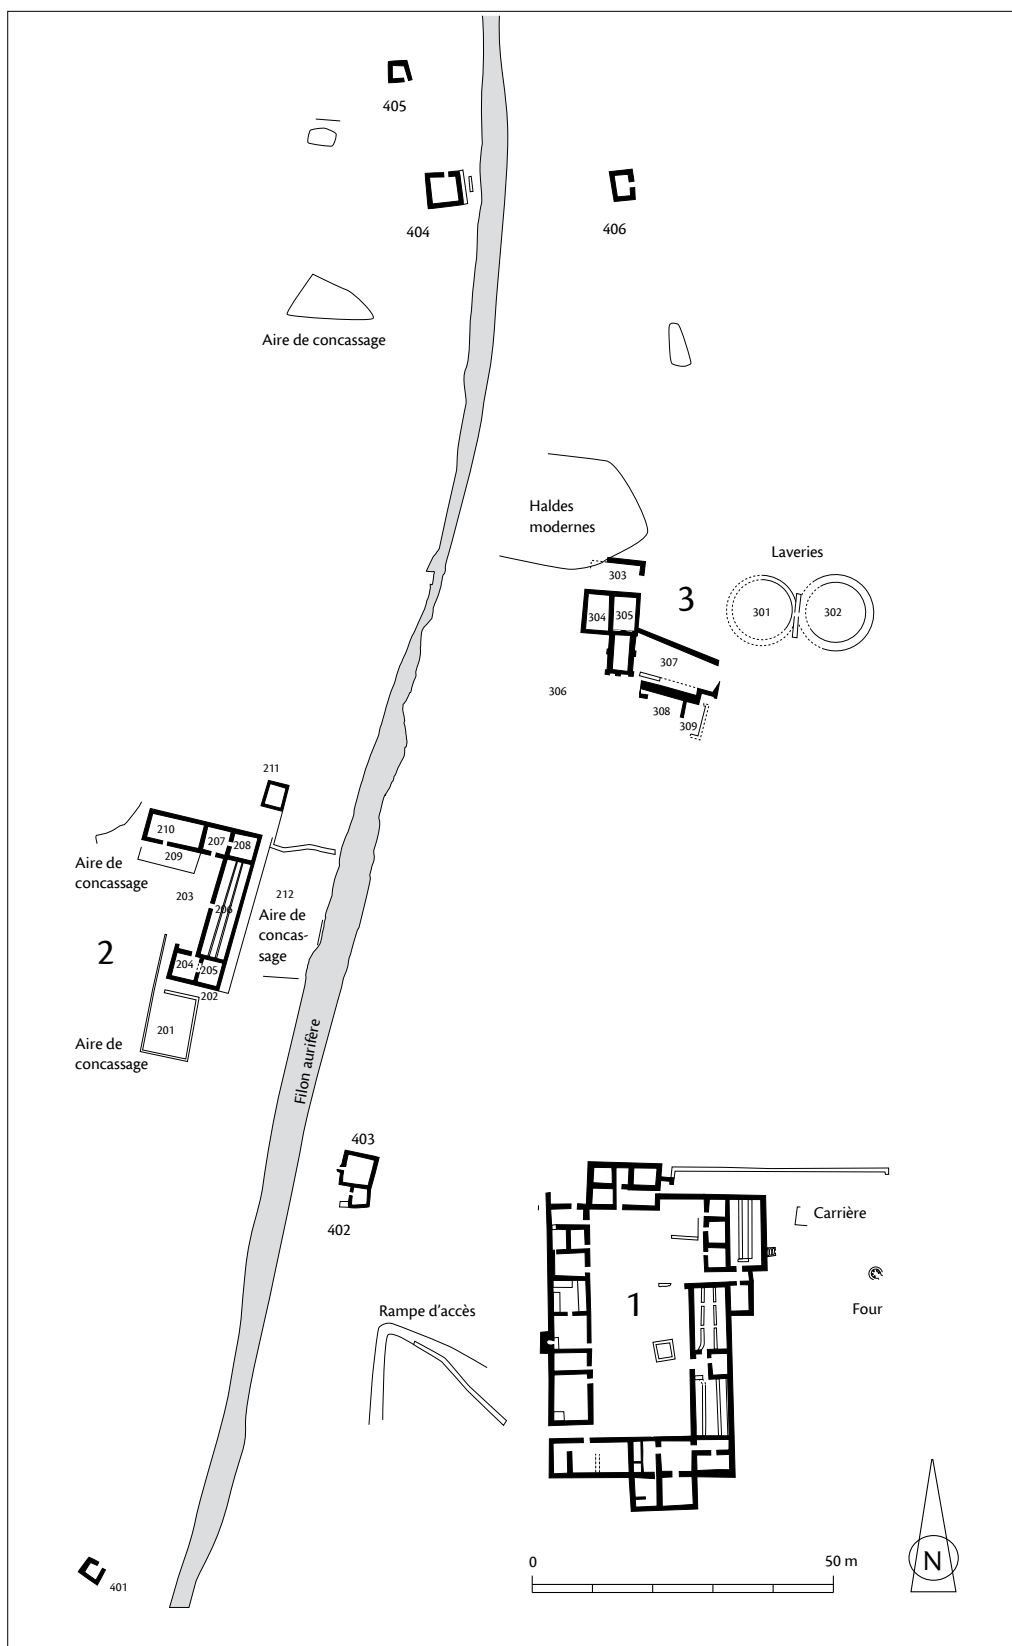 405
404
406
Aire de concassage
Haldes
modernes
Laveries
303
3
304
305
301
302
307
306
308
309
211
210
207
208
209
Aire de
concassage
203
206
212
Aire de
concas-
sage
2
204
205
202
201
Aire de
concassage
Filon aurifère
403
402
Carrière
Four
Rampe d'accès
1
0
50 m
N
401